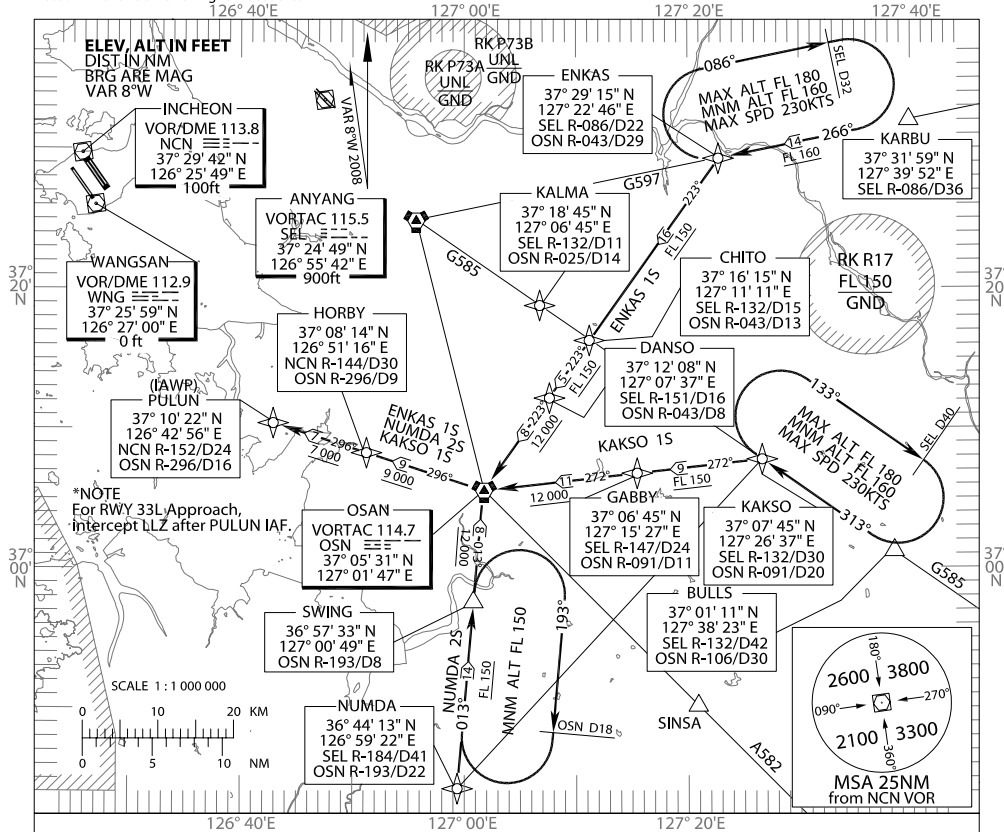 126° 40' E
127° 00' E
127° 20' E
127° 40' E
ELEV, ALT IN FEET
DIST IN NM
BRG ARE MAG
VAR 8°W
INCHEON
VOR/DME 113.8
NCN
37° 29' 42" N
126° 25' 49" E
100ft
VAR 8°W 2008
RK P73B
UNL
GND
RK P73A
UNL
GND
ENKAS
37° 29' 15" N
127° 22' 46" E
SEL R-086/D22
OSN R-043/D29
086°
SEL D32
MAX ALT FL 180
MNM ALT FL 160
MAX SPD 230KTS
14
266°
FL 160
KARBU
37° 31' 59" N
127° 39' 52" E
SEL R-086/D36
ANYANG
VORTAC 115.5
SEL
37° 24' 49" N
126° 55' 42" E
900ft
KALMA
37° 18' 45" N
127° 06' 45" E
SEL R-132/D11
OSN R-025/D14
G597
223°
16
FL 150
ENKAS 1S
G585
WANGSAN
VOR/DME 112.9
WNG
37° 25' 59" N
126° 27' 00" E
0 ft
CHITO
37° 16' 15" N
127° 11' 11" E
SEL R-132/D15
OSN R-043/D13
RK R17
FL 150
GND
37°
20'
N
37°
20'
N
HORBY
37° 08' 14" N
126° 51' 16" E
NCN R-144/D30
OSN R-296/D9
DANSO
37° 12' 08" N
127° 07' 37" E
SEL R-151/D16
OSN R-043/D8
5-223°
FL 150
8-223°
12 000
(IAWP)
PULUN
37° 10' 22" N
126° 42' 56" E
NCN R-152/D24
OSN R-296/D16
ENKAS 1S
NUMDA 2S
KAKSO 1S
7
296°
7 000
9
296°
9 000
KAKSO 1S
11
272°
12 000
9
272°
FL 150
133°
SEL D40
MAX ALT FL 180
MNM ALT FL 160
MAX SPD 230KTS
313°
*NOTE
For RWY 33L Approach,
intercept LLZ after PULUN IAF.
OSAN
VORTAC 114.7
OSN
37° 05' 31" N
127° 01' 47" E
GABBY
37° 06' 45" N
127° 15' 27" E
SEL R-147/D24
OSN R-091/D11
KAKSO
37° 07' 45" N
127° 26' 37" E
SEL R-132/D30
OSN R-091/D20
37°
00'
N
37°
00'
N
G585
8-013°
12 000
SWING
36° 57' 33" N
127° 00' 49" E
OSN R-193/D8
BULLS
37° 01' 11" N
127° 38' 23" E
SEL R-132/D42
OSN R-106/D30
193°
NUMDA 2S
013°
14
FL 150
MNM ALT FL 150
OSN D18
SINSA
A582
SCALE 1 : 1 000 000
0 10 20 KM
0 5 10 NM
NUMDA
36° 44' 13" N
126° 59' 22" E
SEL R-184/D41
OSN R-193/D22
180°
2600
3800
090°
270°
2100
3300
360°
MSA 25NM
from NCN VOR
126° 40' E
127° 00' E
127° 20' E